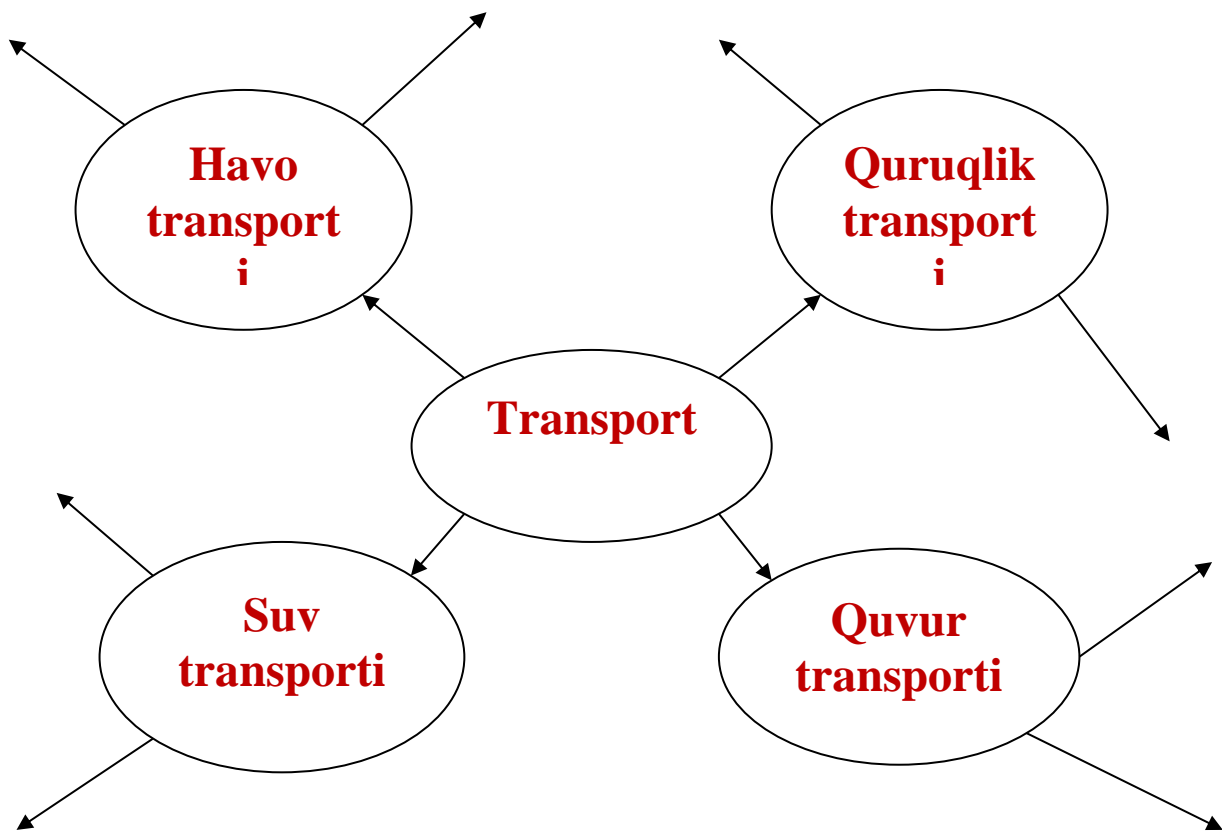 Havo
transport
i
Quruqlik
transport
i
Transport
Suv
transporti
Quvur
transporti